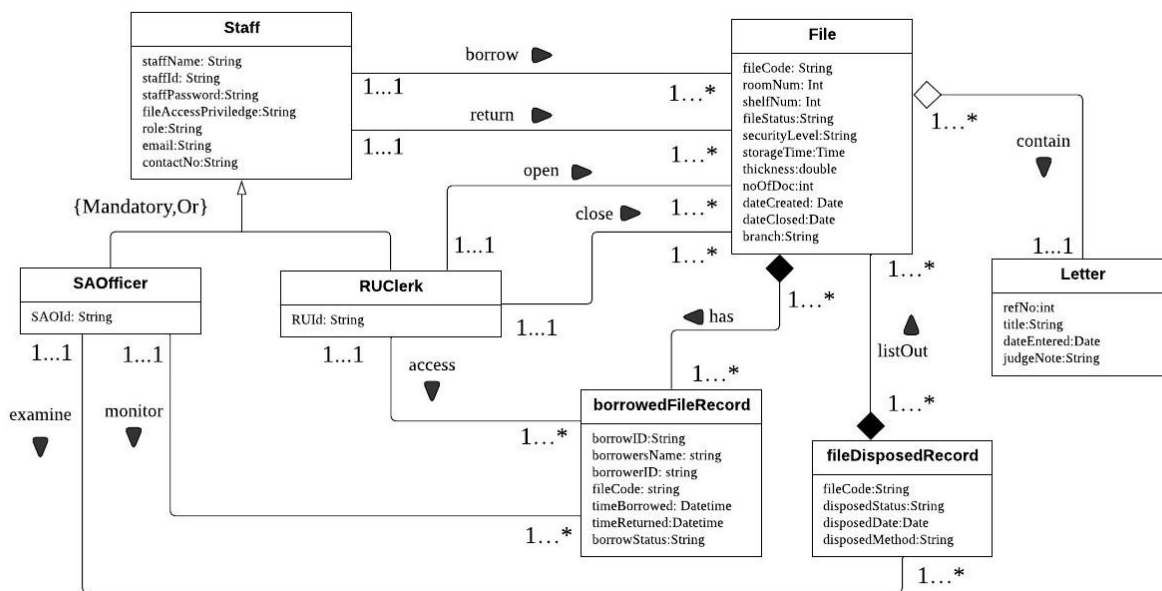 Staff
staffName: String
staffId: String
staffPassword:String
fileAccessPriviledge:String
role:String
email:String
contactNo:String
borrow
1...1
1...*
return
1...1
1...*
File
fileCode: String
roomNum: Int
shelfNum: Int
fileStatus:String
securityLevel:String
storageTime:Time
thickness:double
noOfDoc:int
dateCreated: Date
dateClosed:Date
branch:String
1...*
contain
1...1
{Mandatory,Or}
open
1...1
1...*
close
1...1
1...*
SAOfficer
SAOId: String
RUClerk
RUId: String
Letter
refNo:int
title:String
dateEntered:Date
judgeNote:String
1...*
has
1...*
1...*
listOut
1...*
1...1
examine
1...1
monitor
1...1
access
1...*
borrowedFileRecord
borrowID:String
borrowersName: string
borrowerID: string
fileCode: string
timeBorrowed: Datetime
timeReturned:Datetime
borrowStatus:String
1...*
fileDisposedRecord
fileCode:String
disposedStatus:String
disposedDate:Date
disposedMethod:String
1...*